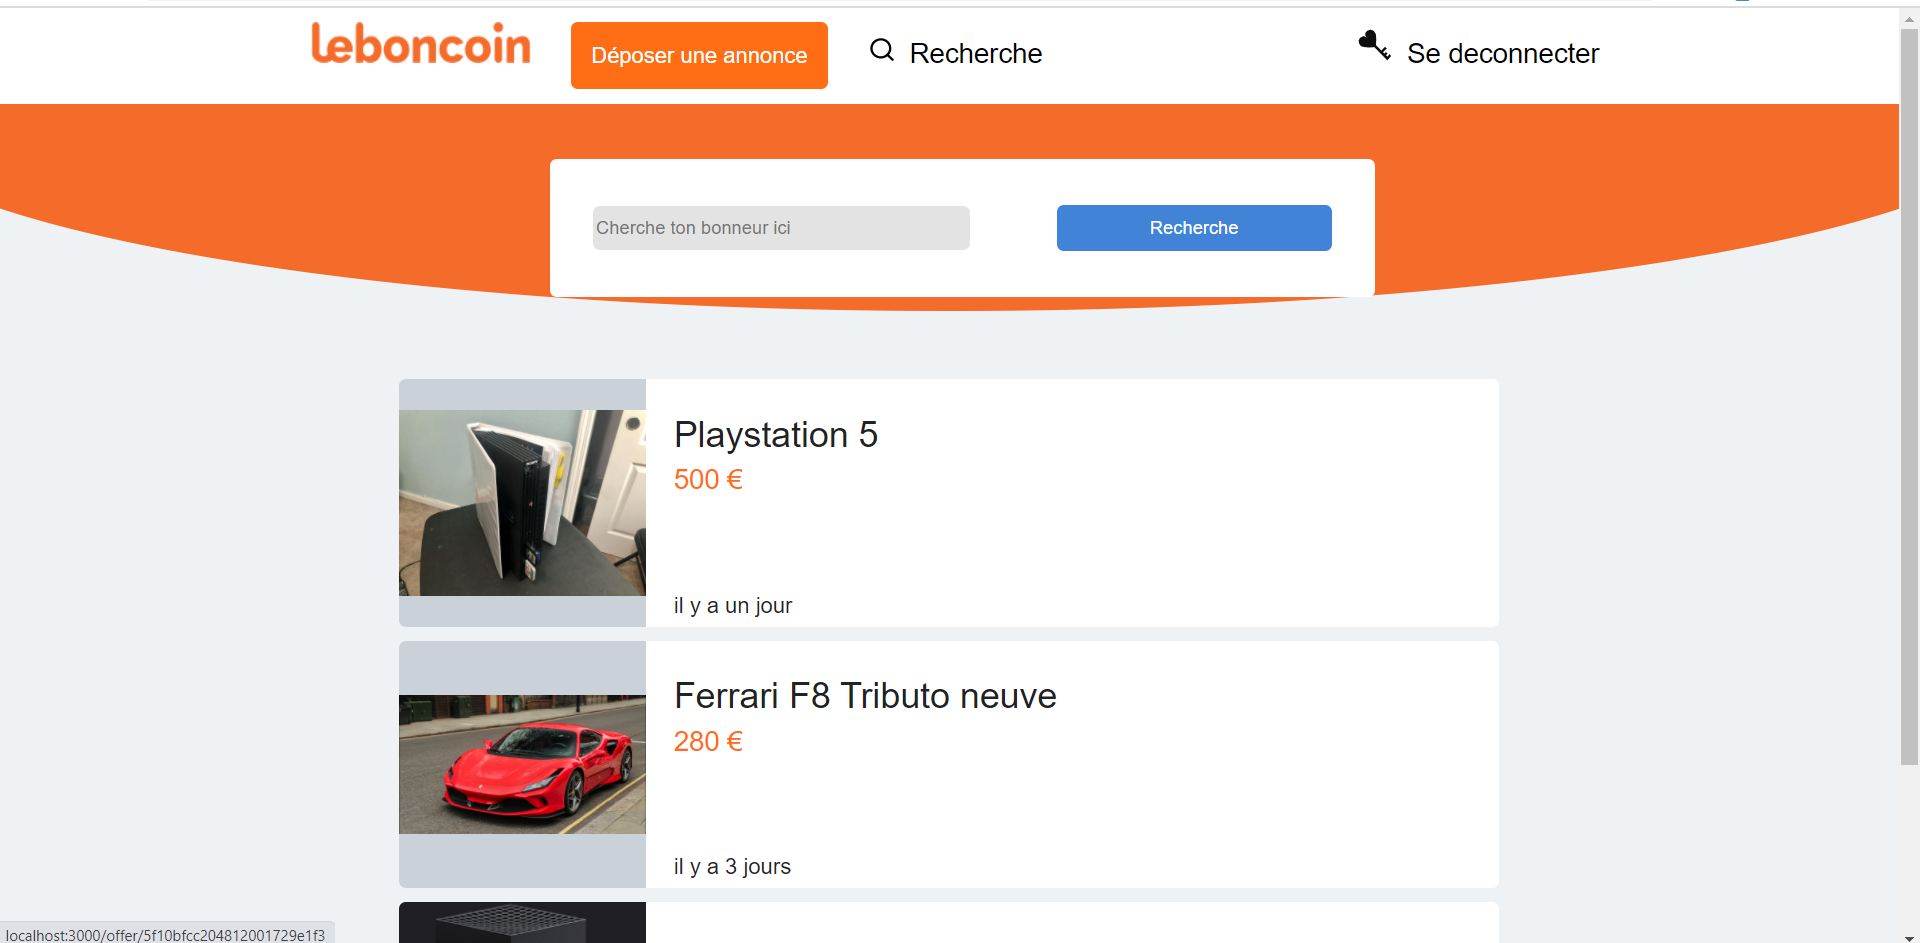 leboncoin
Déposer une annonce
Recherche
Se deconnecter
Cherche ton bonneur ici
Recherche
Playstation 5
500 €
il y a un jour
Ferrari F8 Tributo neuve
280 €
il y a 3 jours
localhost:3000/offer/5f10bfcc204812001729e1f3